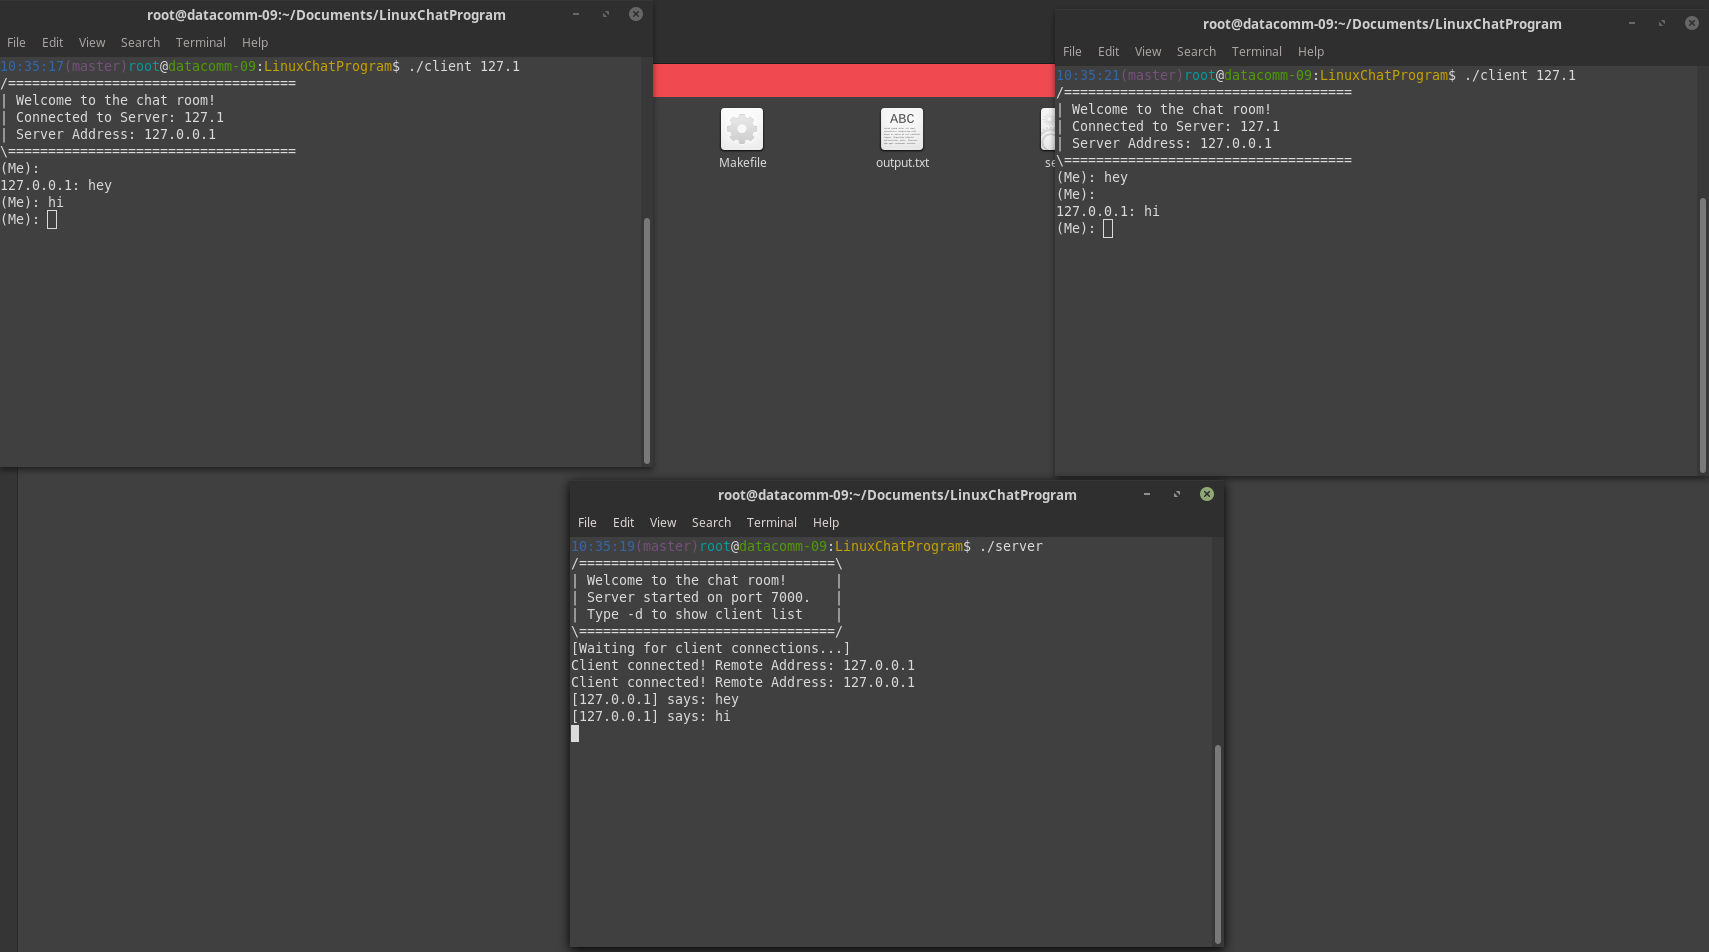 root@datacomm-09:~/Documents/LinuxChatProgram
File Edit View Search Terminal Help
10:35:17(master)root@datacomm-09:LinuxChatProgram$ ./client 127.1
/====================================
| Welcome to the chat room!
| Connected to Server: 127.1
| Server Address: 127.0.0.1
\====================================
(Me):
127.0.0.1: hey
(Me): hi
(Me):
Makefile
ABC
output.txt
root@datacomm-09:~/Documents/LinuxChatProgram
File Edit View Search Terminal Help
10:35:21(master)root@datacomm-09:LinuxChatProgram$ ./client 127.1
/====================================
| Welcome to the chat room!
| Connected to Server: 127.1
| Server Address: 127.0.0.1
\====================================
(Me): hey
(Me):
127.0.0.1: hi
(Me):
root@datacomm-09:~/Documents/LinuxChatProgram
File Edit View Search Terminal Help
10:35:19(master)root@datacomm-09:LinuxChatProgram$ ./server
/================================\
| Welcome to the chat room!      |
| Server started on port 7000.   |
| Type -d to show client list    |
\================================/
[Waiting for client connections...]
Client connected! Remote Address: 127.0.0.1
Client connected! Remote Address: 127.0.0.1
[127.0.0.1] says: hey
[127.0.0.1] says: hi